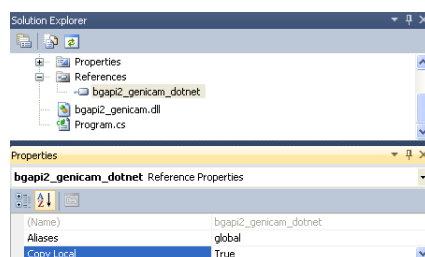 Solution Explorer
Properties
References
bgapi2_genicam_dotnet
bgapi2_genicam.dll
Program.cs
Properties
bgapi2_genicam_dotnet Reference Properties
(Name) bgapi2_genicam_dotnet
Aliases global
Copy Local True